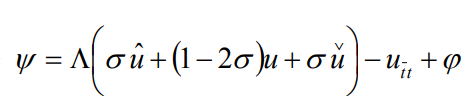 ψ = Λ(σû + (1 − 2σ)u + σǔ) − u_{t̄t} + φ